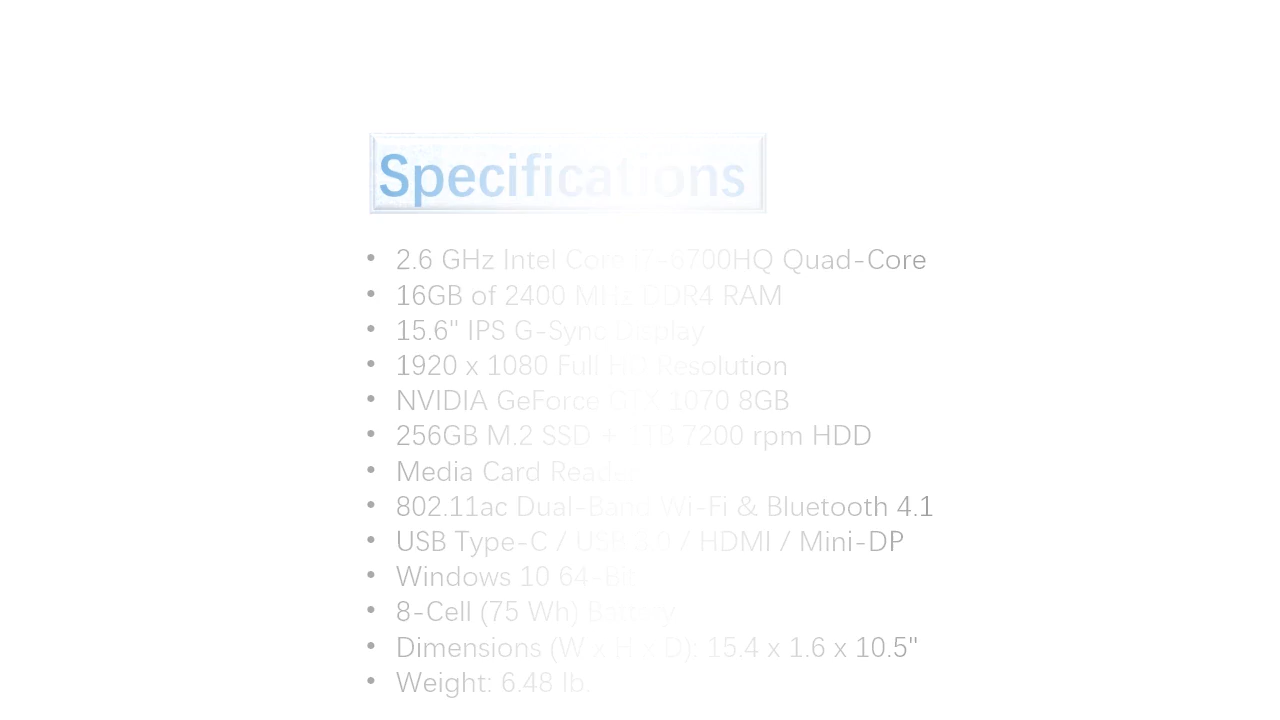 Specifications
• 2.6 GHz Intel Core i7-6700HQ Quad-Core
• 16GB of 2400 MHz DDR4 RAM
• 15.6" IPS G-Sync Display
• 1920 x 1080 Full HD Resolution
• NVIDIA GeForce GTX 1070 8GB
• 256GB M.2 SSD + 1TB 7200 rpm HDD
• Media Card Reader
• 802.11ac Dual-Band Wi-Fi & Bluetooth 4.1
• USB Type-C / USB 3.0 / HDMI / Mini-DP
• Windows 10 64-Bit
• 8-Cell (75 Wh) Battery
• Dimensions (W x H x D): 15.4 x 1.6 x 10.5"
• Weight: 6.48 lb.